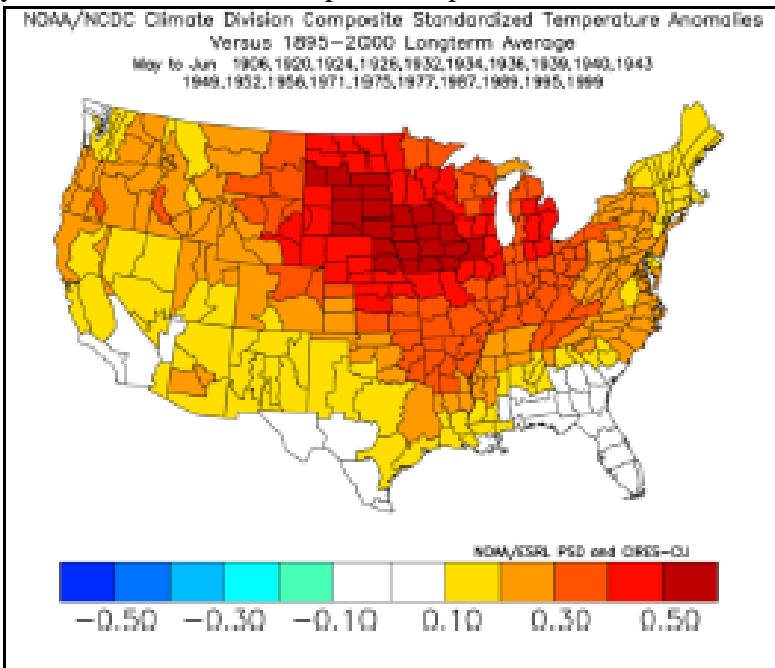 NOAA/NCDC Climate Division Composite Standardized Temperature Anomalies
Versus 1895-2000 Longterm Average
May to Jun 1906,1920,1924,1926,1932,1934,1936,1939,1940,1943
1949,1952,1956,1971,1975,1977,1987,1989,1995,1999
NOAA/ESRL PSD and CIRES-CU
-0.50 -0.30 -0.10 0.10 0.30 0.50